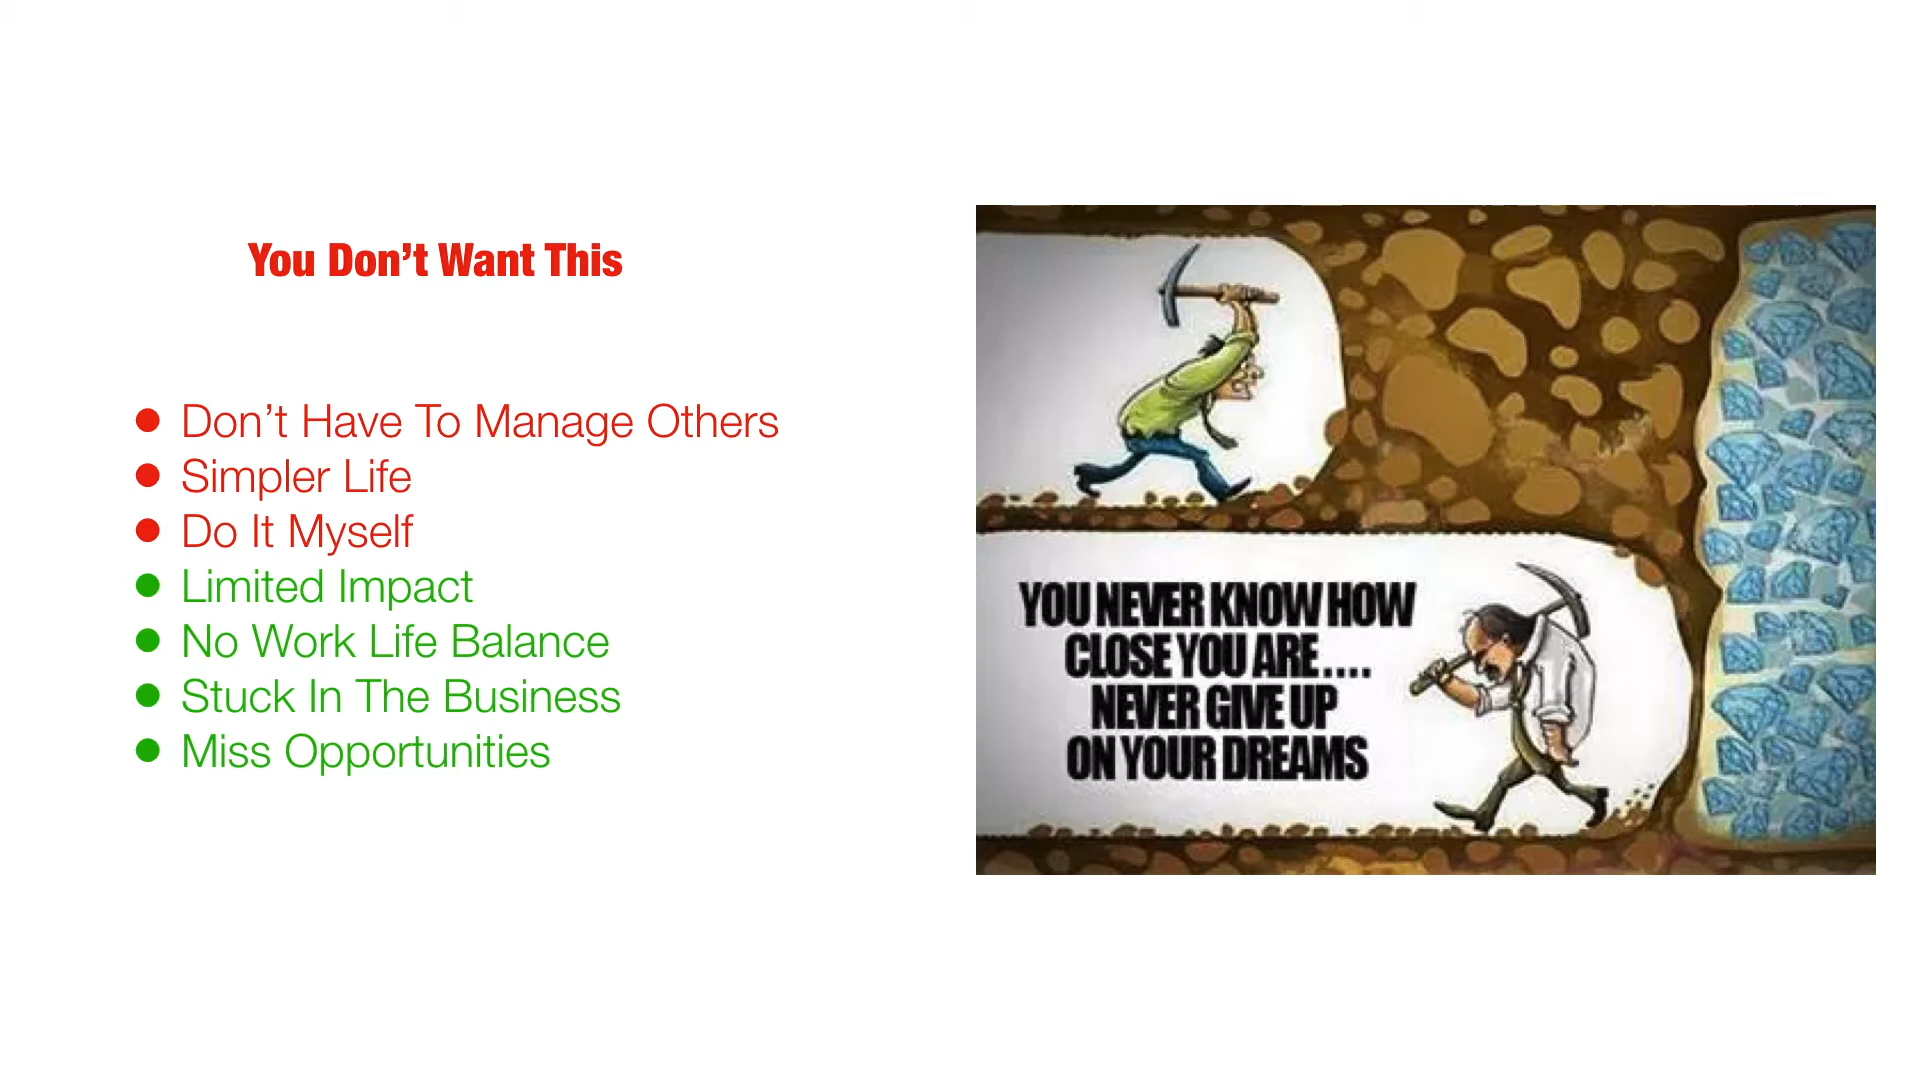 You Don’t Want This
Don’t Have To Manage Others
Simpler Life
Do It Myself
Limited Impact
No Work Life Balance
Stuck In The Business
Miss Opportunities
YOU NEVER KNOW HOW
CLOSE YOU ARE....
NEVER GIVE UP
ON YOUR DREAMS